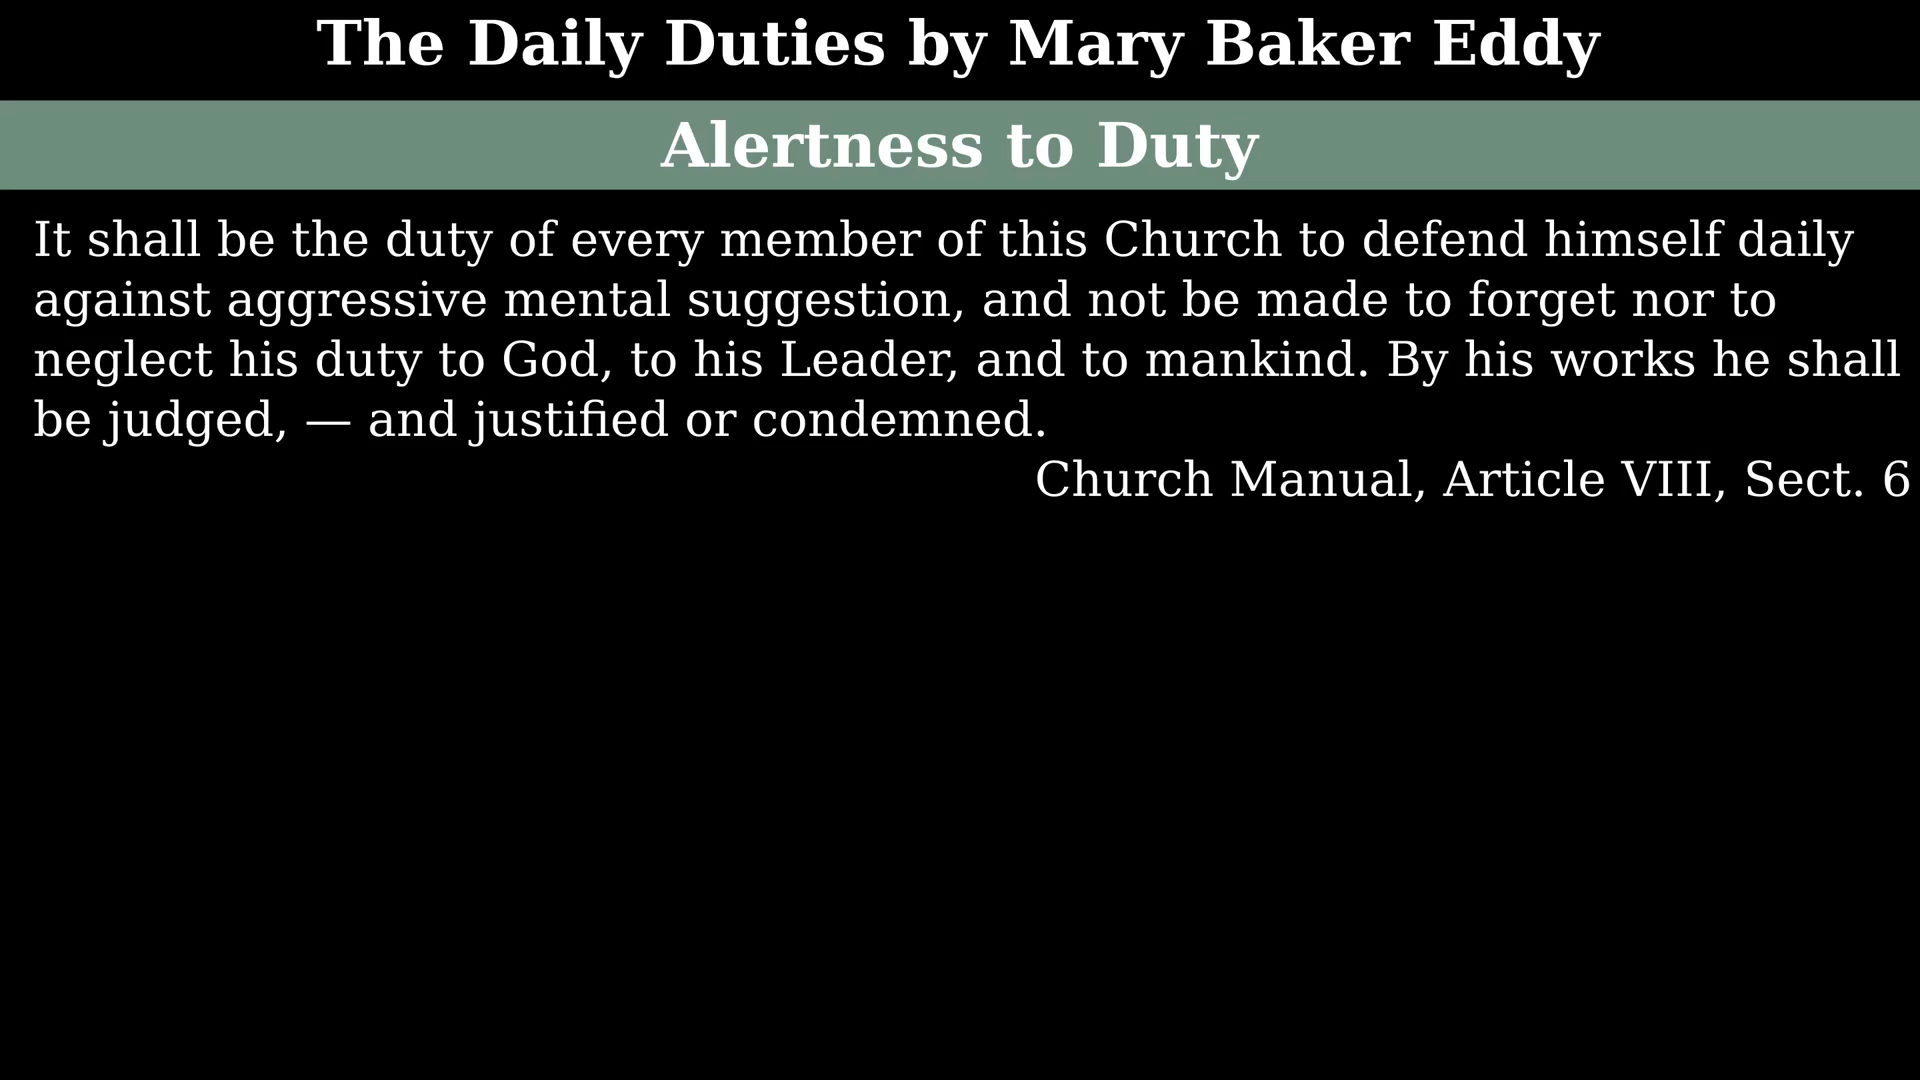 The Daily Duties by Mary Baker Eddy
Alertness to Duty
It shall be the duty of every member of this Church to defend himself daily
against aggressive mental suggestion, and not be made to forget nor to
neglect his duty to God, to his Leader, and to mankind. By his works he shall
be judged, — and justified or condemned.
Church Manual, Article VIII, Sect. 6